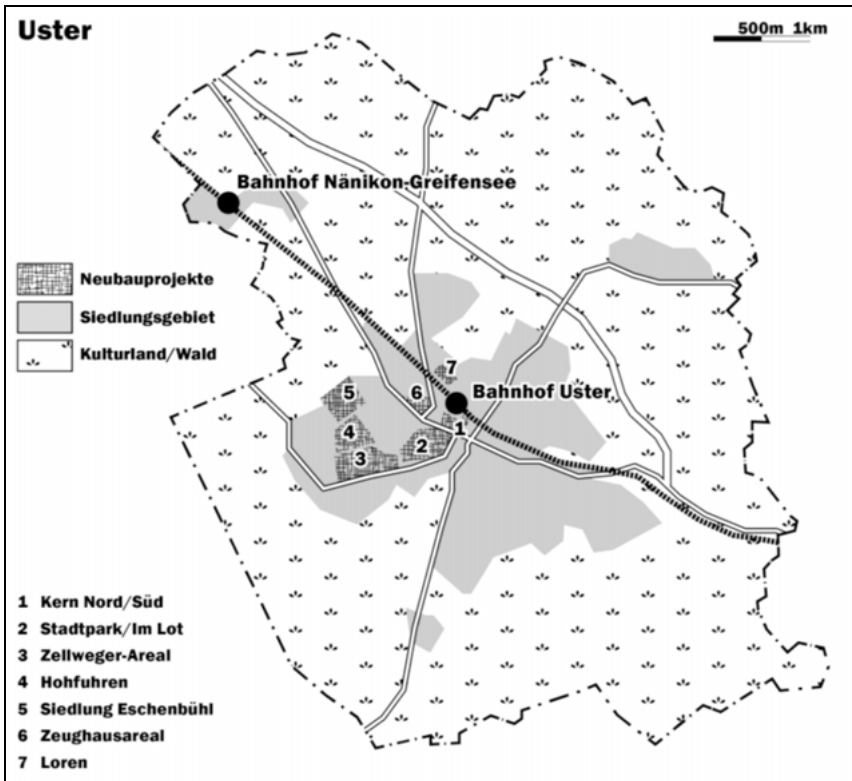 Uster
500m 1km
Bahnhof Nänikon-Greifensee
Neubauprojekte
Siedlungsgebiet
Kulturland/Wald
7
5
6
Bahnhof Uster
4
1
2
3
1 Kern Nord/Süd
2 Stadtpark/Im Lot
3 Zellweger-Areal
4 Hohfuhren
5 Siedlung Eschenbühl
6 Zeughausareal
7 Loren